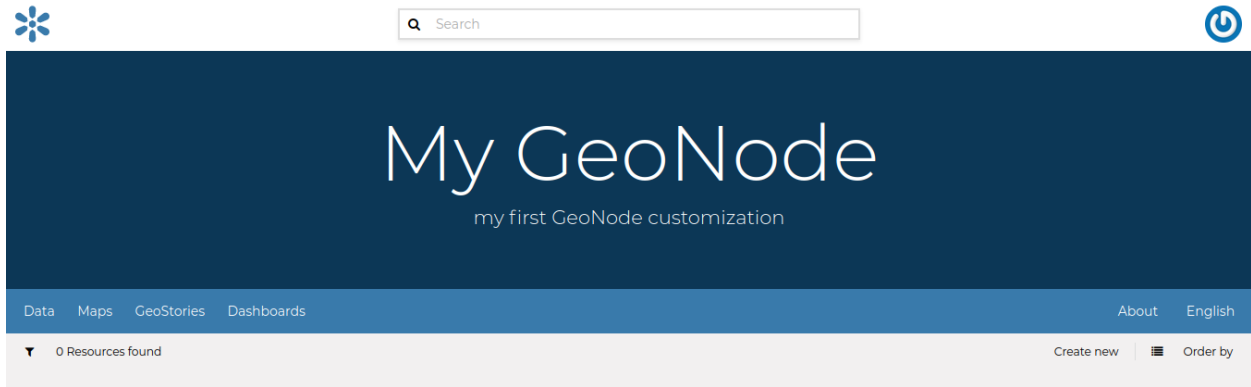 Search
My GeoNode
my first GeoNode customization
Data Maps GeoStories Dashboards About English
0 Resources found Create new Order by